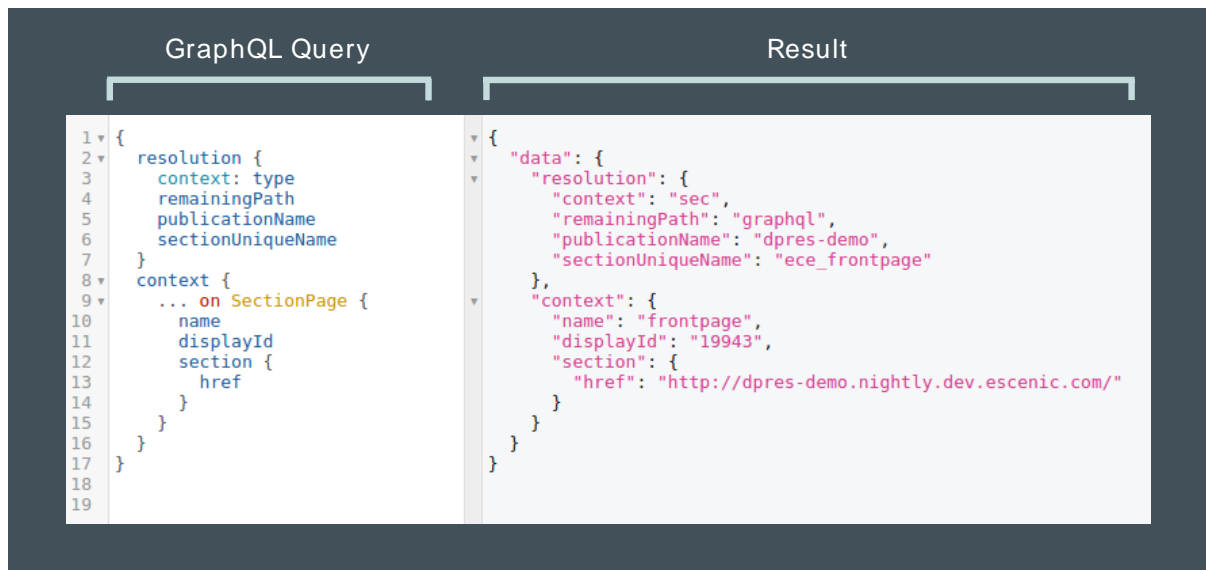 GraphQL Query
Result
1 {
2   resolution {
3     context: type
4     remainingPath
5     publicationName
6     sectionUniqueName
7   }
8   context {
9     ... on SectionPage {
10       name
11       displayId
12       section {
13         href
14       }
15     }
16   }
17 }
18
19
{
  "data": {
    "resolution": {
      "context": "sec",
      "remainingPath": "graphql",
      "publicationName": "dpres-demo",
      "sectionUniqueName": "ece_frontpage"
    },
    "context": {
      "name": "frontpage",
      "displayId": "19943",
      "section": {
        "href": "http://dpres-demo.nightly.dev.escenic.com/"
      }
    }
  }
}